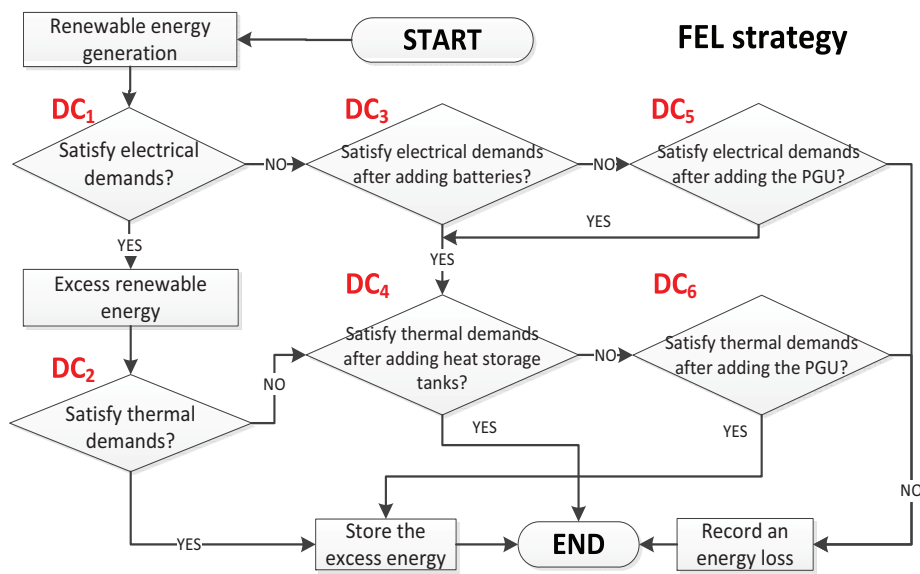 Renewable energy
generation
START
FEL strategy
DC₁
DC₃
DC₅
Satisfy electrical
demands?
NO
Satisfy electrical demands
after adding batteries?
NO
Satisfy electrical demands
after adding the PGU?
YES
YES
YES
Excess renewable
energy
DC₄
DC₆
Satisfy thermal demands
after adding heat storage
tanks?
NO
Satisfy thermal demands
after adding the PGU?
DC₂
NO
Satisfy thermal
demands?
YES
YES
NO
YES
Store the
excess energy
END
Record an
energy loss